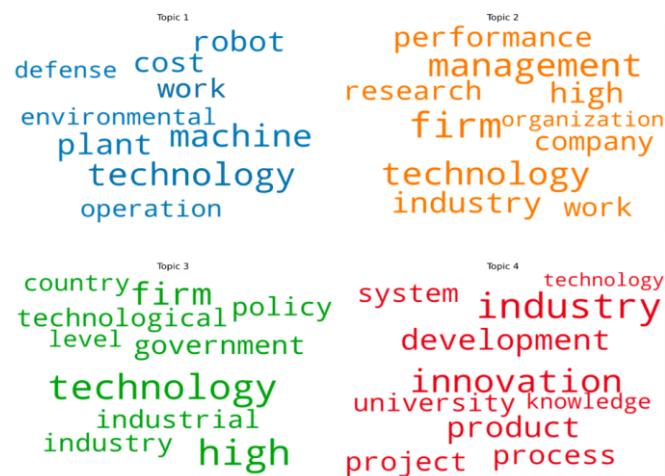 Topic 1
robot
defense cost
work
environmental
plant machine
technology
operation
Topic 2
performance
management
research high
firm organization
company
technology
industry work
Topic 3
country firm
technological policy
level government
technology
industrial
industry high
Topic 4
technology
system industry
development
innovation
university knowledge
product
project process